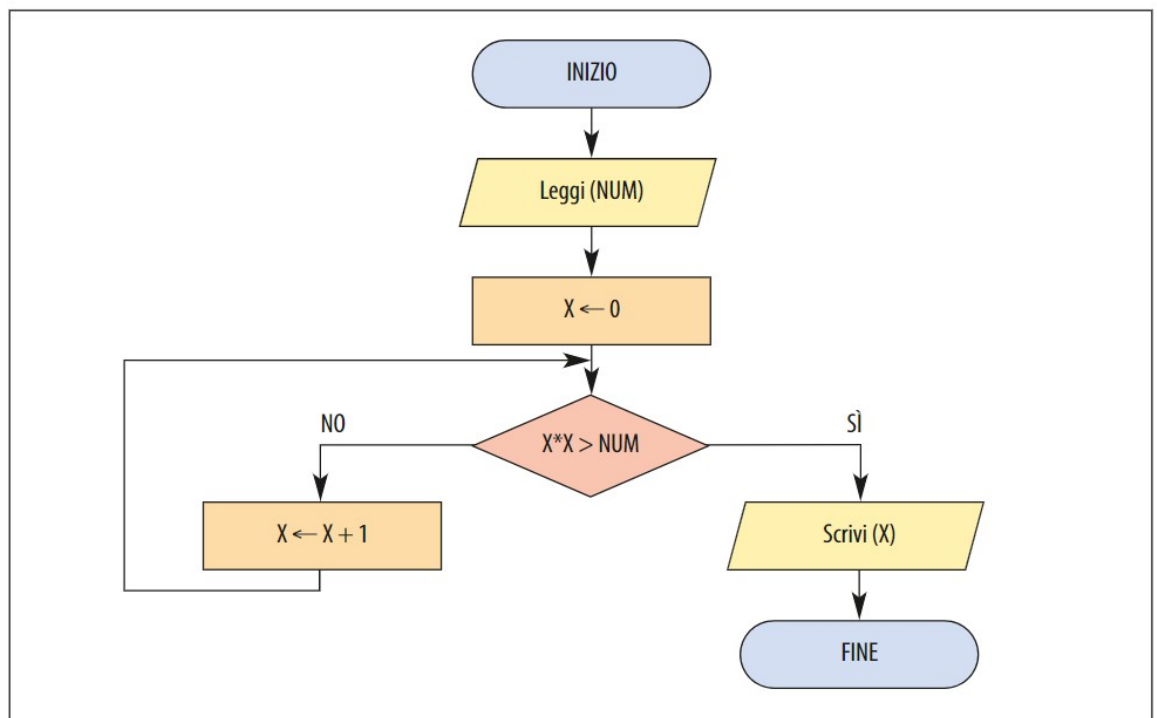 INIZIO
Leggi (NUM)
X ← 0
NO
X*X > NUM
SÌ
X ← X + 1
Scrivi (X)
FINE